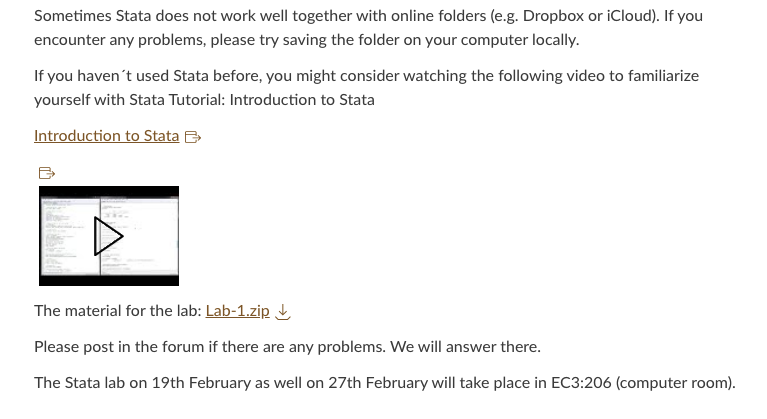 Sometimes Stata does not work well together with online folders (e.g. Dropbox or iCloud). If you
encounter any problems, please try saving the folder on your computer locally.
If you haven´t used Stata before, you might consider watching the following video to familiarize
yourself with Stata Tutorial: Introduction to Stata
Introduction to Stata
The material for the lab: Lab-1.zip
Please post in the forum if there are any problems. We will answer there.
The Stata lab on 19th February as well on 27th February will take place in EC3:206 (computer room).